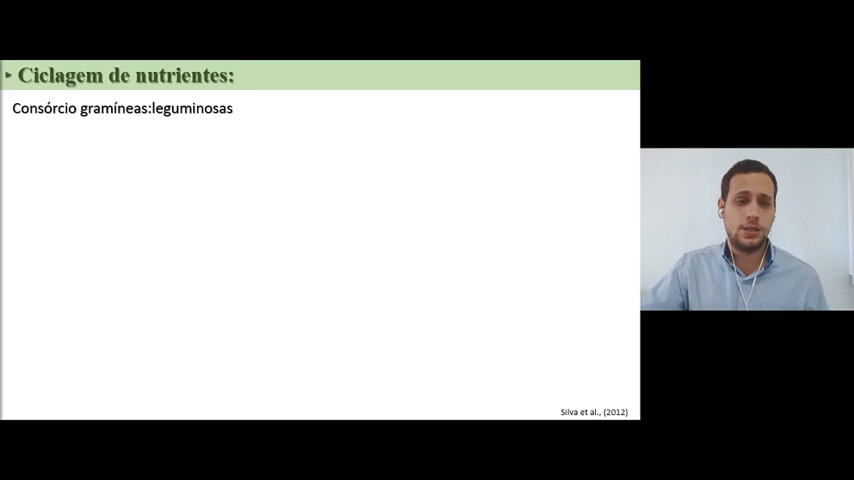 Ciclagem de nutrientes:
Consórcio gramíneas:leguminosas
Silva et al., (2012)